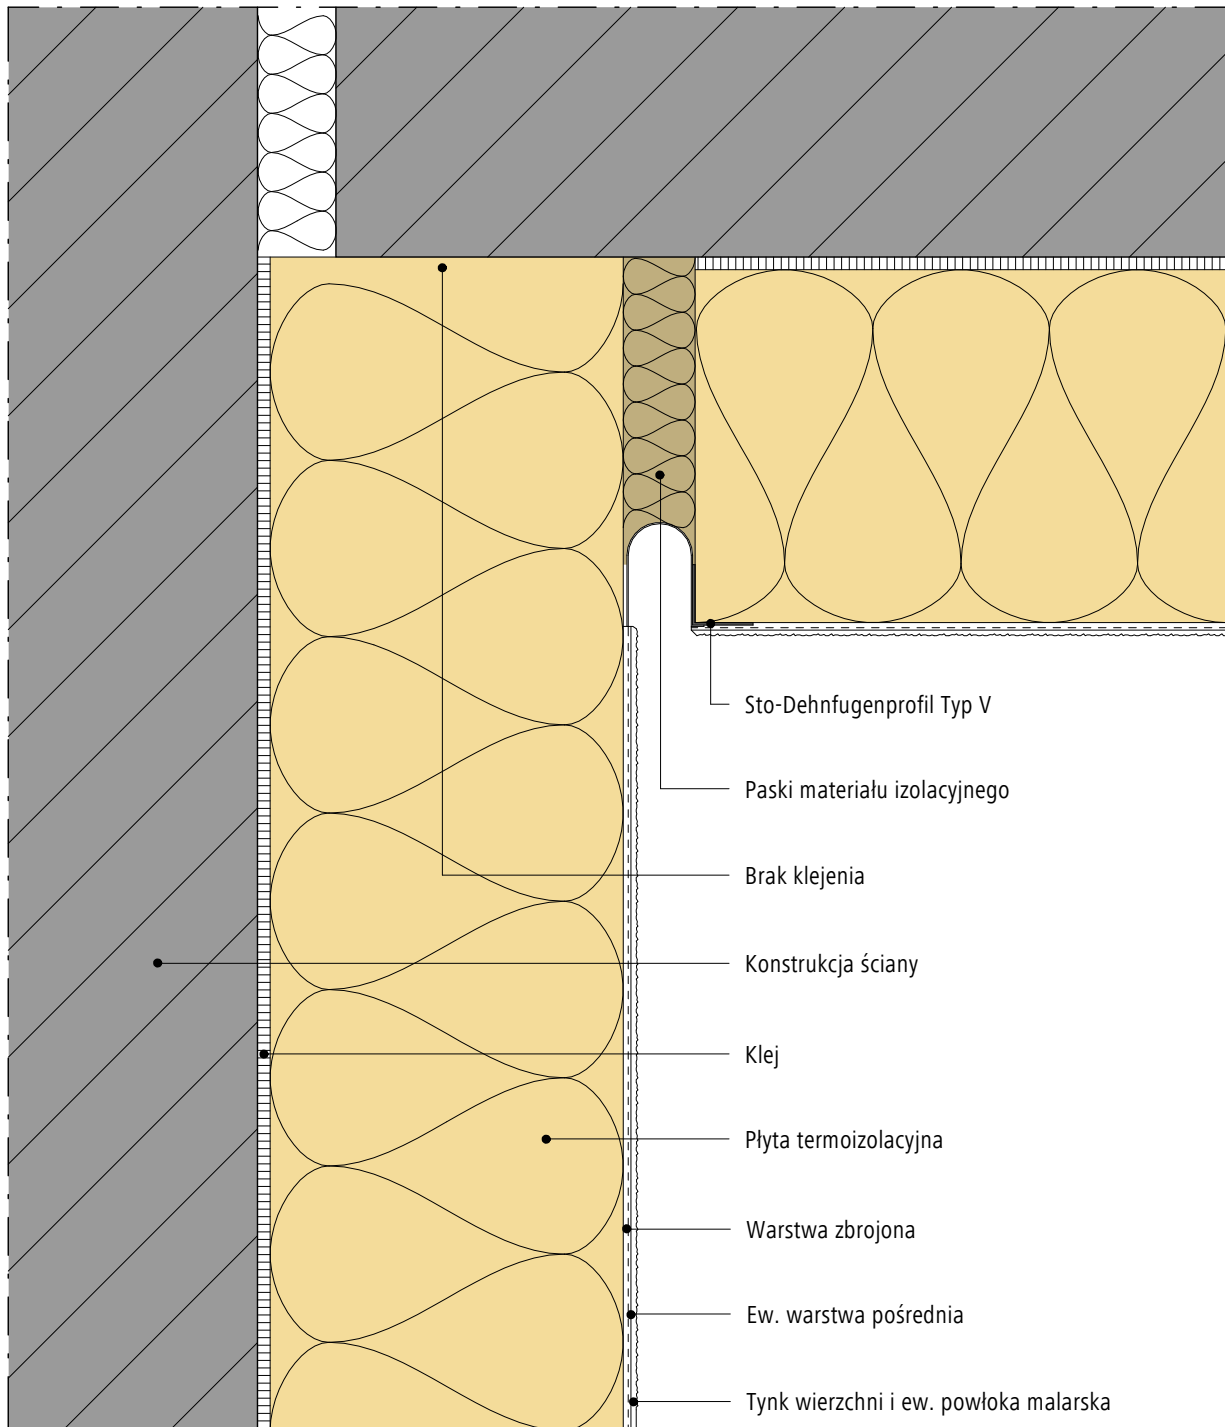 Sto-Dehnfugenprofil Typ V
Paski materiału izolacyjnego
Brak klejenia
Konstrukcja ściany
Klej
Płyta termoizolacyjna
Warstwa zbrojona
Ew. warstwa pośrednia
Tynk wierzchni i ew. powłoka malarska